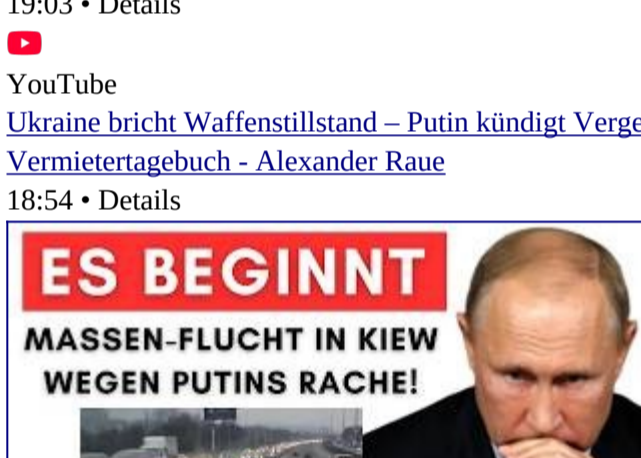 19:03 • Details
YouTube
Ukraine bricht Waffenstillstand – Putin kündigt Verge
Vermietertagebuch - Alexander Raue
18:54 • Details
ES BEGINNT
MASSEN-FLUCHT IN KIEW
WEGEN PUTINS RACHE!